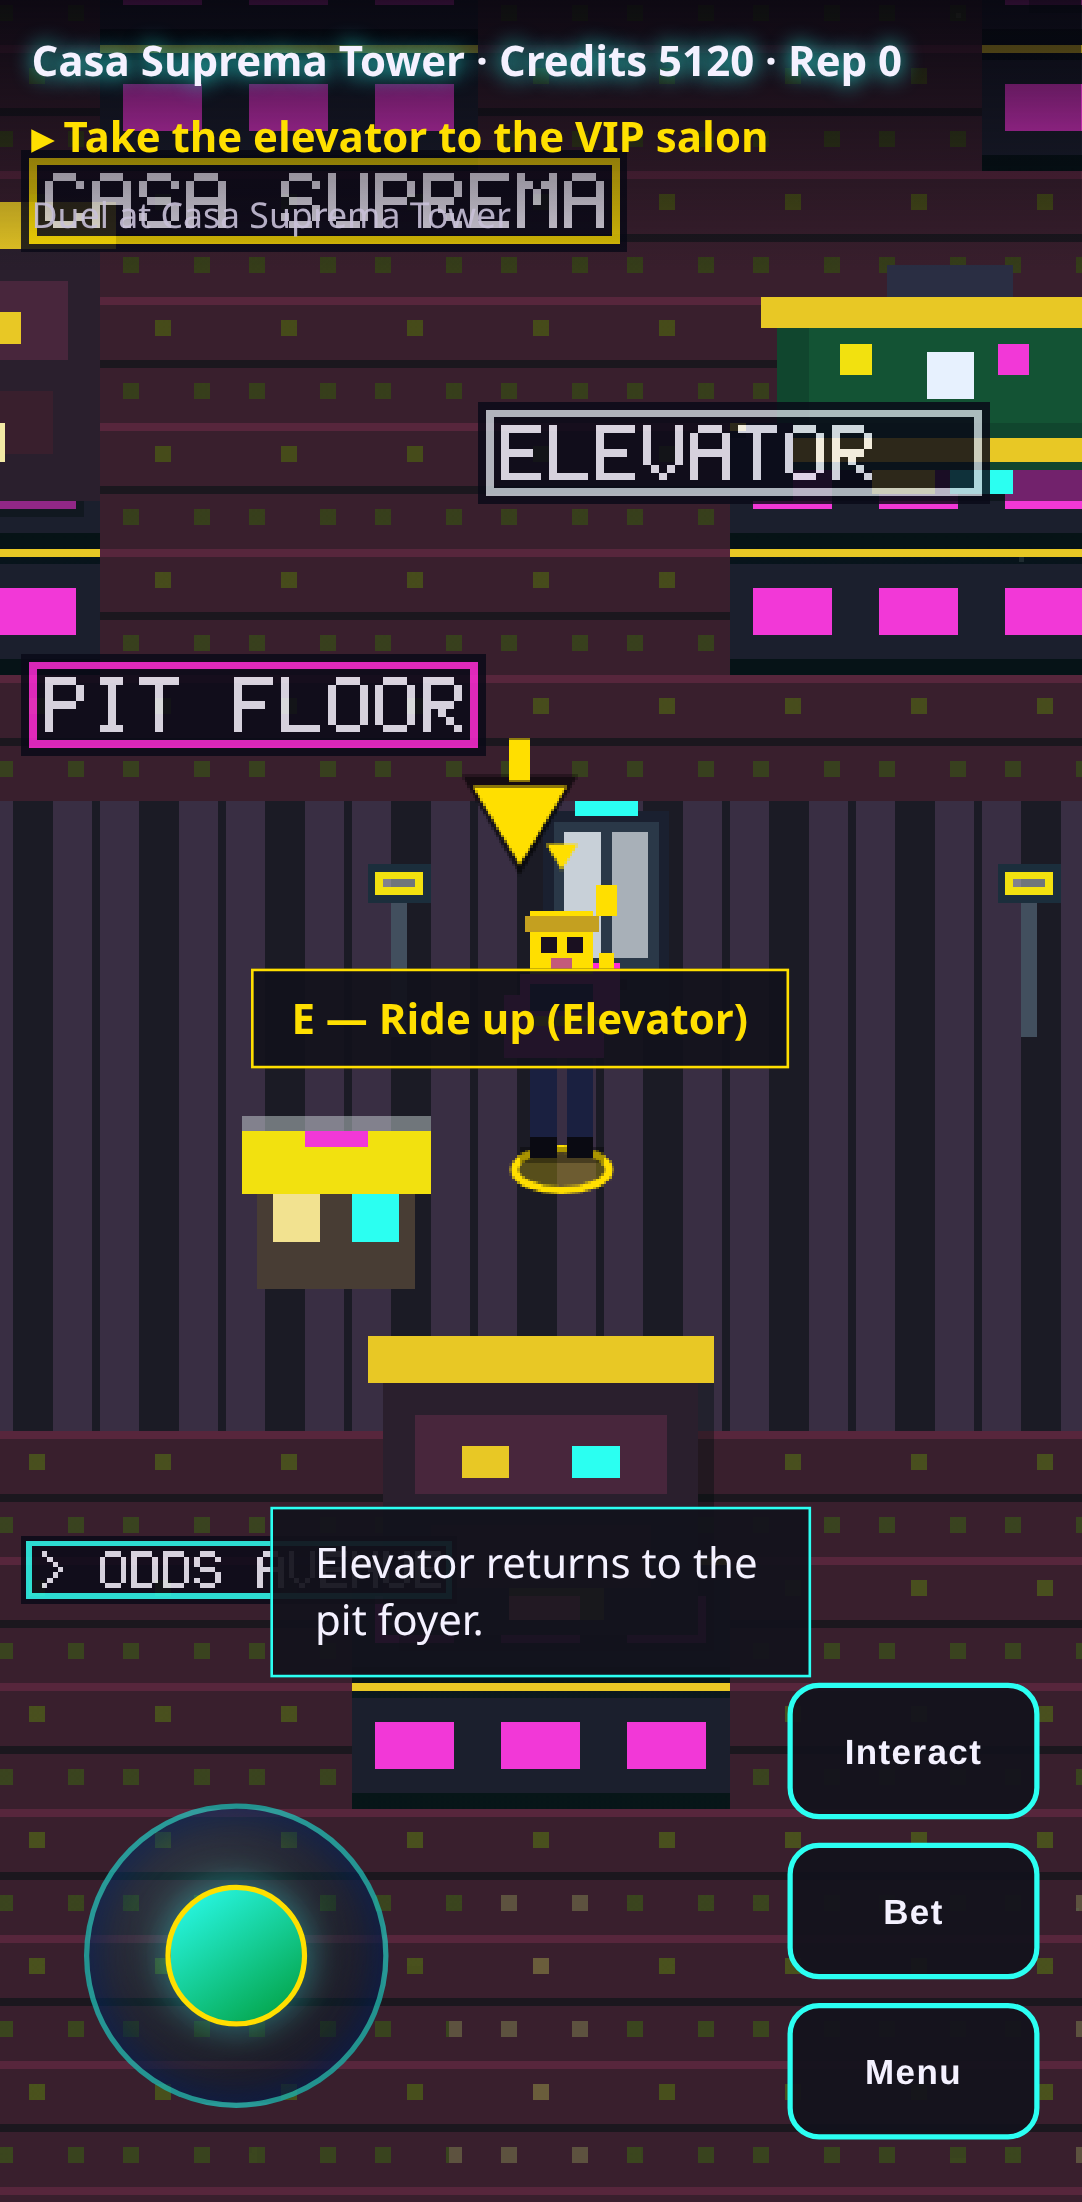 Casa Suprema Tower · Credits 5120 · Rep 0
▸ Take the elevator to the VIP salon
CASA SUPREMA
Duel at Casa Suprema Tower
ELEVATOR
PIT FLOOR
E — Ride up (Elevator)
> ODDS AVENUE
Elevator returns to the
pit foyer.
Interact
Bet
Menu